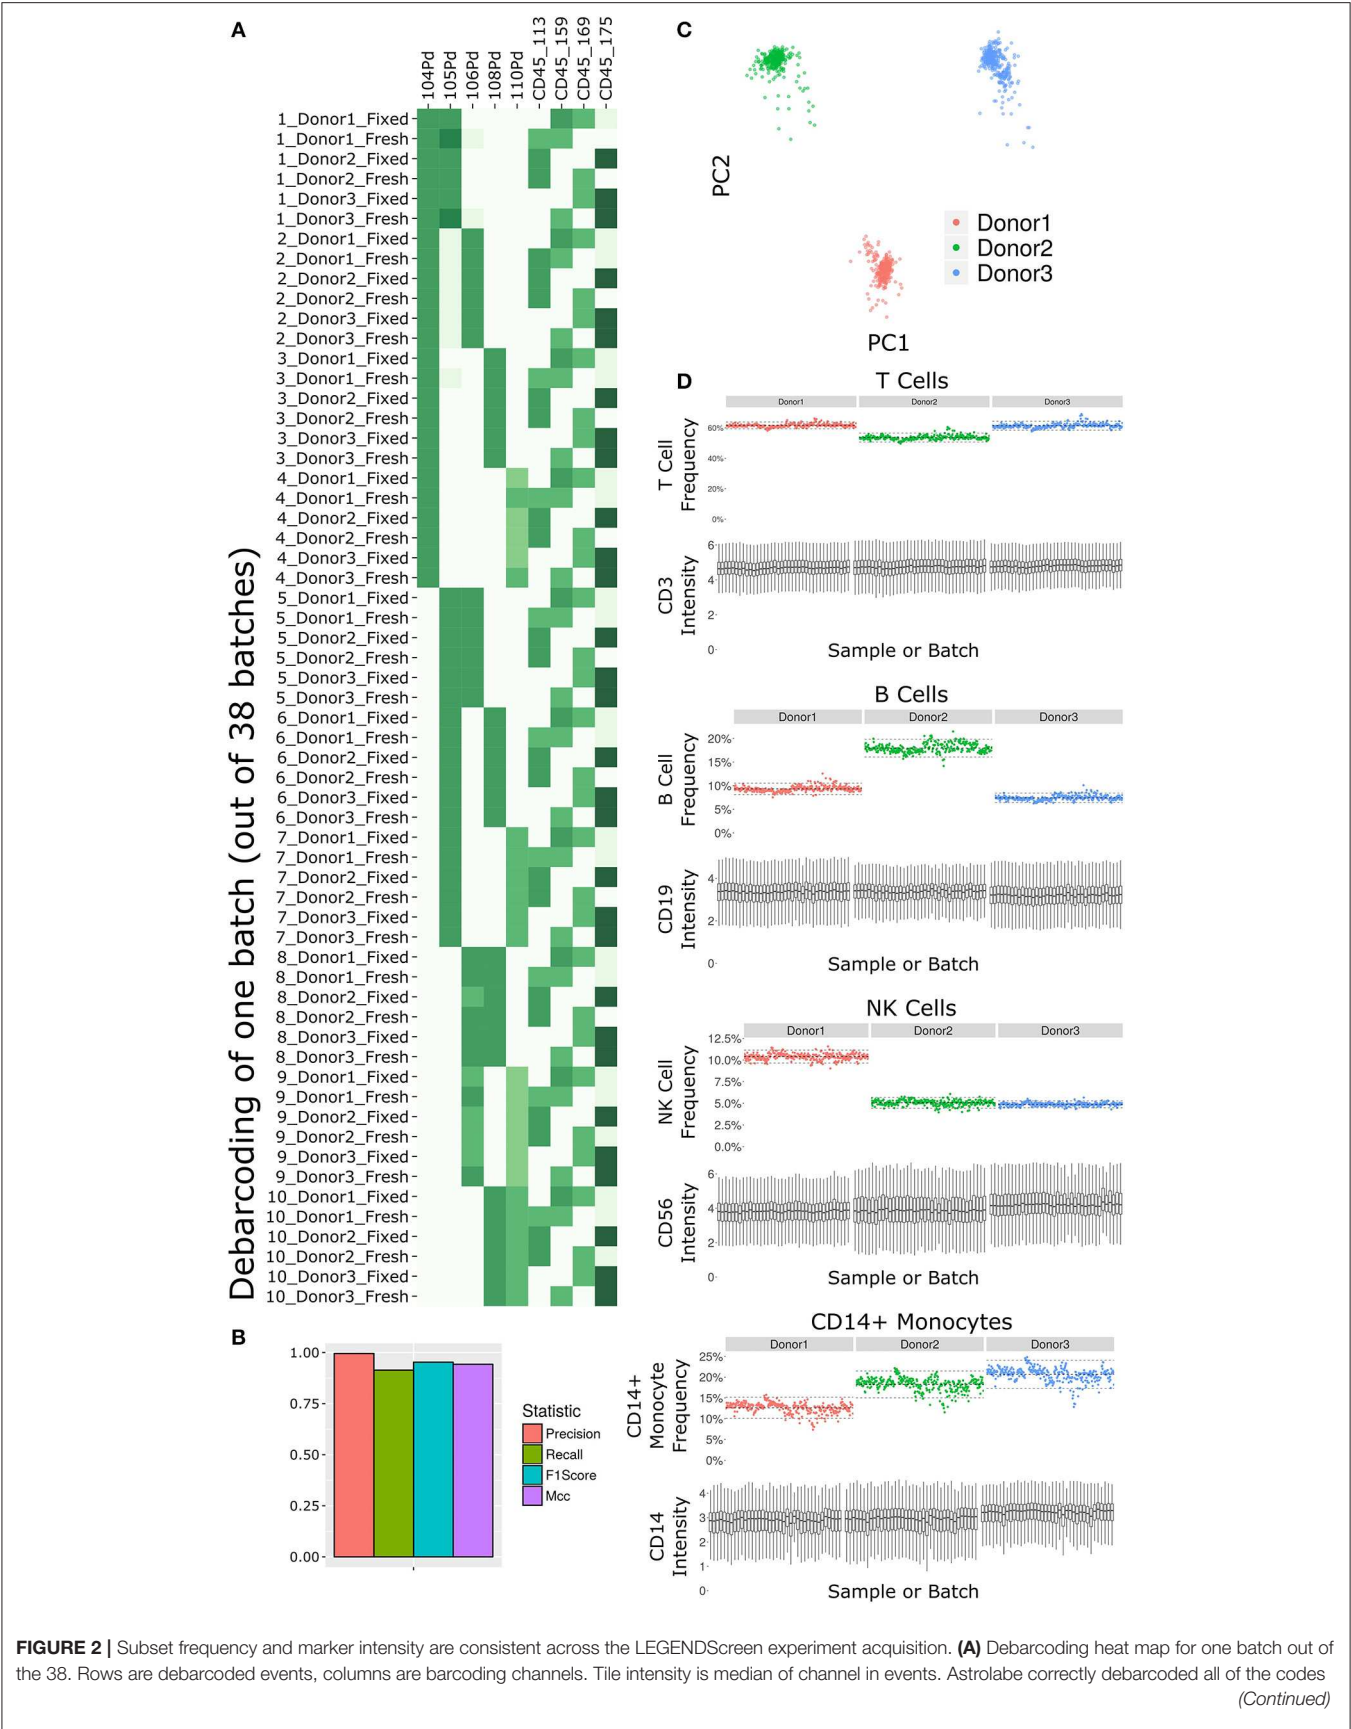 A
104Pd
105Pd
106Pd
108Pd
110Pd
CD45_113
CD45_159
CD45_169
CD45_175
Debarcoding of one batch (out of 38 batches)
1_Donor1_Fixed
1_Donor1_Fresh
1_Donor2_Fixed
1_Donor2_Fresh
1_Donor3_Fixed
1_Donor3_Fresh
2_Donor1_Fixed
2_Donor1_Fresh
2_Donor2_Fixed
2_Donor2_Fresh
2_Donor3_Fixed
2_Donor3_Fresh
3_Donor1_Fixed
3_Donor1_Fresh
3_Donor2_Fixed
3_Donor2_Fresh
3_Donor3_Fixed
3_Donor3_Fresh
4_Donor1_Fixed
4_Donor1_Fresh
4_Donor2_Fixed
4_Donor2_Fresh
4_Donor3_Fixed
4_Donor3_Fresh
5_Donor1_Fixed
5_Donor1_Fresh
5_Donor2_Fixed
5_Donor2_Fresh
5_Donor3_Fixed
5_Donor3_Fresh
6_Donor1_Fixed
6_Donor1_Fresh
6_Donor2_Fixed
6_Donor2_Fresh
6_Donor3_Fixed
6_Donor3_Fresh
7_Donor1_Fixed
7_Donor1_Fresh
7_Donor2_Fixed
7_Donor2_Fresh
7_Donor3_Fixed
7_Donor3_Fresh
8_Donor1_Fixed
8_Donor1_Fresh
8_Donor2_Fixed
8_Donor2_Fresh
8_Donor3_Fixed
8_Donor3_Fresh
9_Donor1_Fixed
9_Donor1_Fresh
9_Donor2_Fixed
9_Donor2_Fresh
9_Donor3_Fixed
9_Donor3_Fresh
10_Donor1_Fixed
10_Donor1_Fresh
10_Donor2_Fixed
10_Donor2_Fresh
10_Donor3_Fixed
10_Donor3_Fresh
B
1.00
0.75
0.50
0.25
0.00
Statistic
Precision
Recall
F1Score
Mcc
C
PC2
PC1
Donor1
Donor2
Donor3
D
T Cells
Donor1 Donor2 Donor3
T Cell
Frequency
60%
40%
20%
0%
CD3
Intensity
6
4
2
0
Sample or Batch
B Cells
Donor1 Donor2 Donor3
B Cell
Frequency
20%
15%
10%
5%
0%
CD19
Intensity
4
2
0
Sample or Batch
NK Cells
Donor1 Donor2 Donor3
NK Cell
Frequency
12.5%
10.0%
7.5%
5.0%
2.5%
0.0%
CD56
Intensity
6
4
2
0
Sample or Batch
CD14+ Monocytes
Donor1 Donor2 Donor3
CD14+
Monocyte
Frequency
25%
20%
15%
10%
5%
0%
CD14
Intensity
4
3
2
1
0
Sample or Batch
FIGURE 2 | Subset frequency and marker intensity are consistent across the LEGENDScreen experiment acquisition. (A) Debarcoding heat map for one batch out of
the 38. Rows are debarcoded events, columns are barcoding channels. Tile intensity is median of channel in events. Astrolabe correctly debarcoded all of the codes
(Continued)